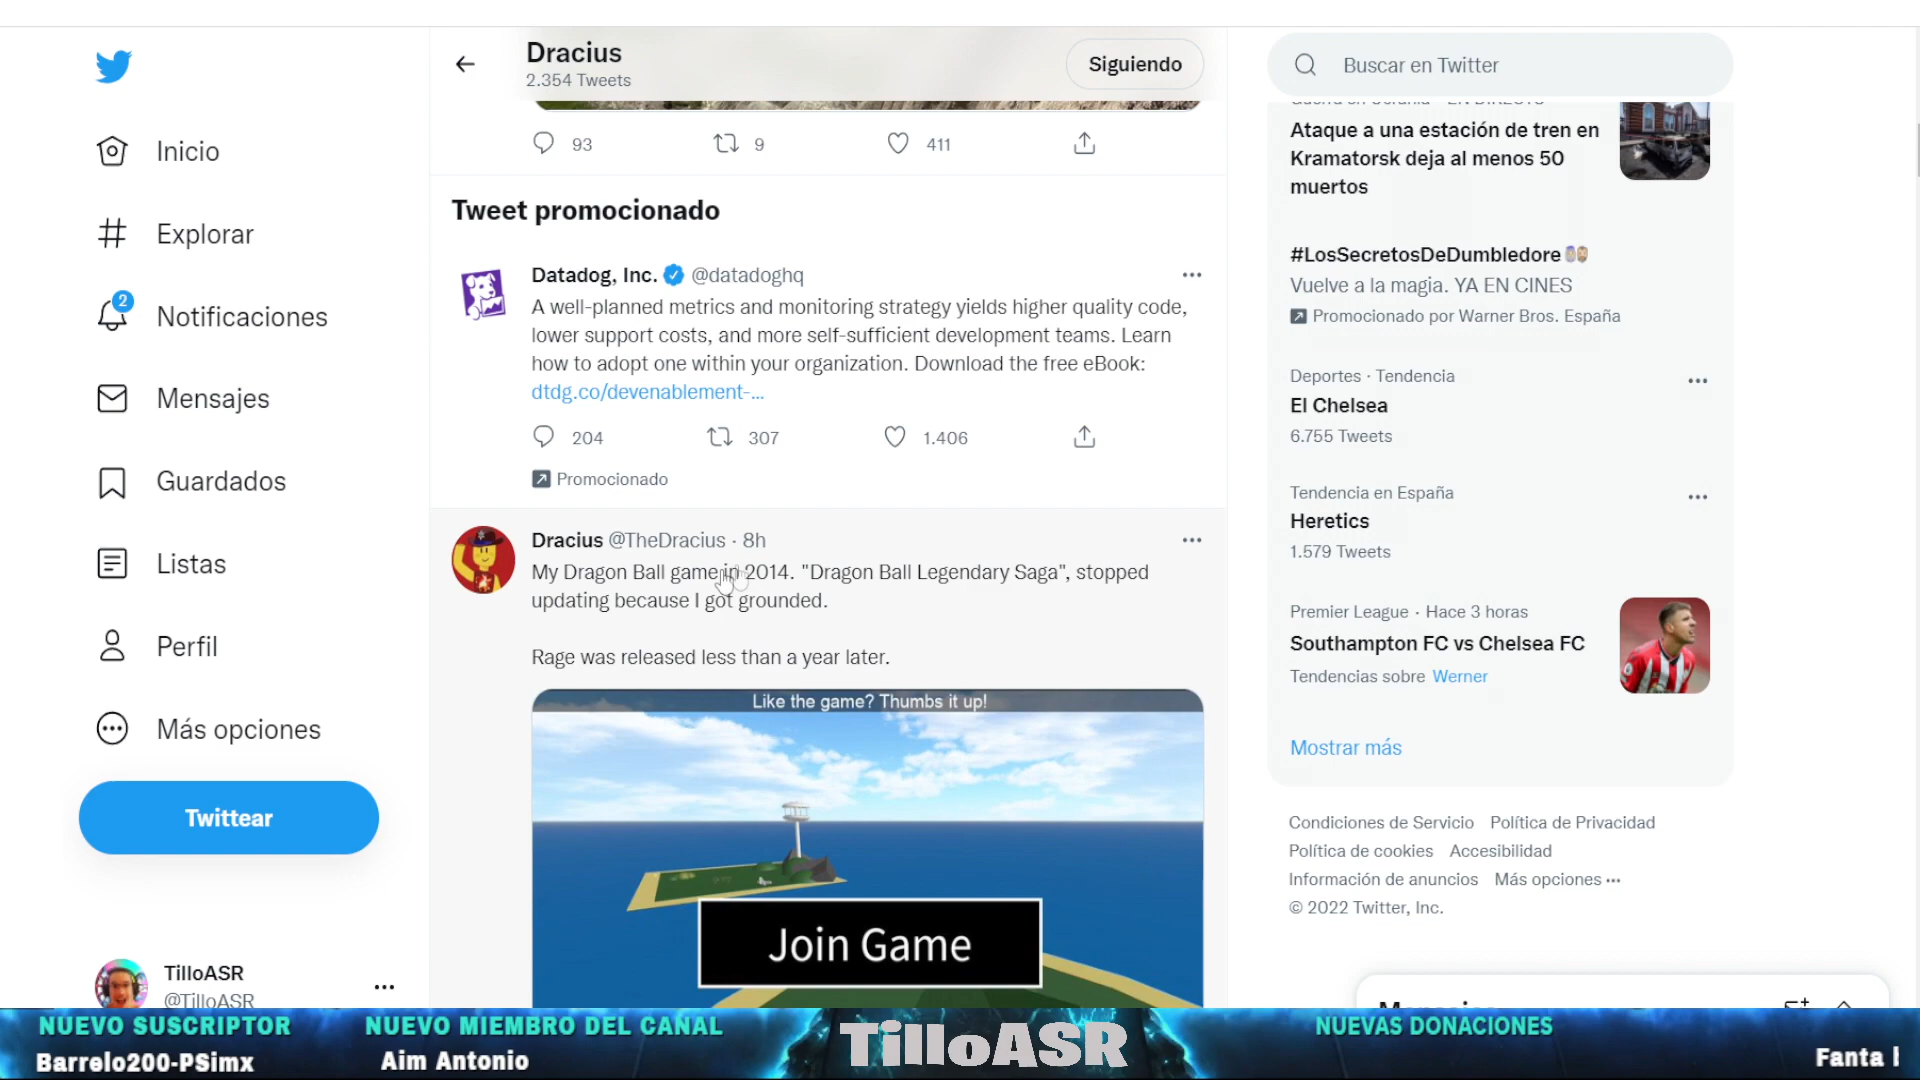 Dracius
2.354 Tweets
Siguiendo
Buscar en Twitter
Inicio
Explorar
2
Notificaciones
Mensajes
Guardados
Listas
Perfil
Más opciones
Twittear
TilloASR
@TilloASR
93
9
411
Tweet promocionado
Datadog, Inc. @datadoghq
A well-planned metrics and monitoring strategy yields higher quality code,
lower support costs, and more self-sufficient development teams. Learn
how to adopt one within your organization. Download the free eBook:
dtdg.co/devenablement-...
204
307
1.406
Promocionado
Dracius @TheDracius · 8h
My Dragon Ball game in 2014. "Dragon Ball Legendary Saga", stopped
updating because I got grounded.
Rage was released less than a year later.
Like the game? Thumbs it up!
Join Game
Ataque a una estación de tren en
Kramatorsk deja al menos 50
muertos
#LosSecretosDeDumbledore
Vuelve a la magia. YA EN CINES
Promocionado por Warner Bros. España
Deportes · Tendencia
El Chelsea
6.755 Tweets
Tendencia en España
Heretics
1.579 Tweets
Premier League · Hace 3 horas
Southampton FC vs Chelsea FC
Tendencias sobre Werner
Mostrar más
Condiciones de Servicio Política de Privacidad
Política de cookies Accesibilidad
Información de anuncios Más opciones ···
© 2022 Twitter, Inc.
NUEVO SUSCRIPTOR
Barrelo200-PSimx
NUEVO MIEMBRO DEL CAÑAL
Aim Antonio
TilloASR
NUEVAS DONACIONES
Fanta